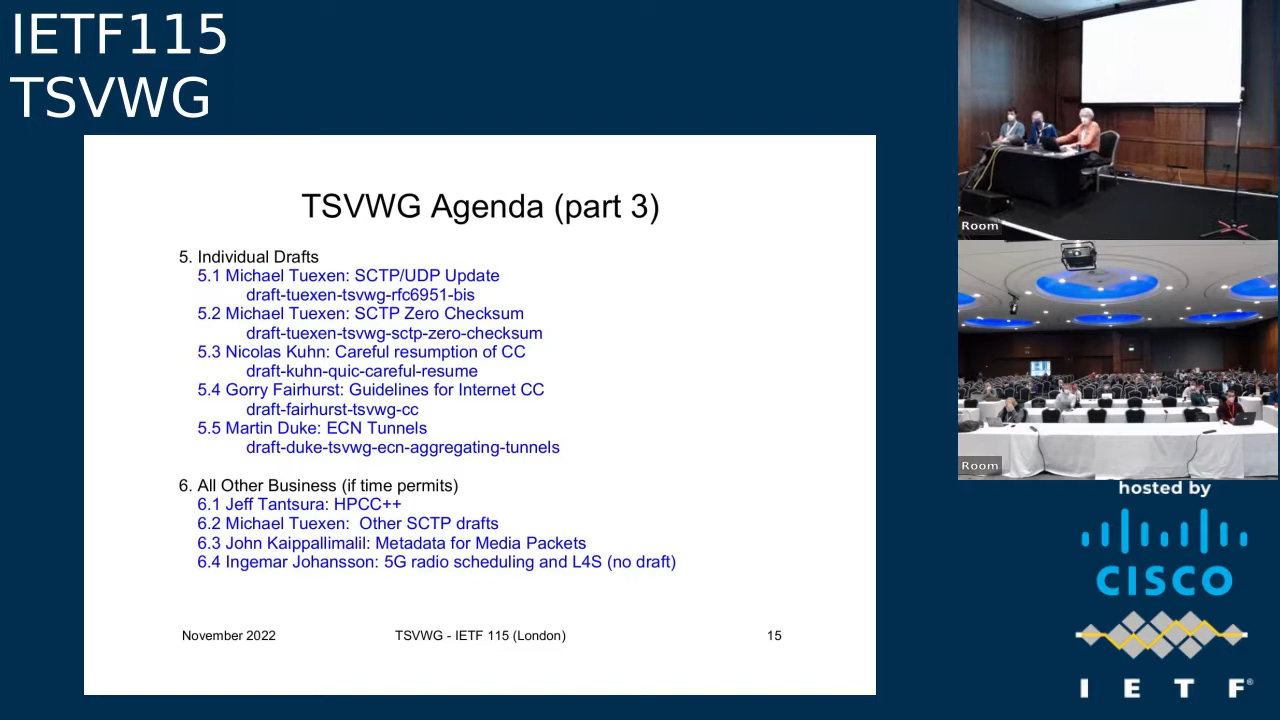 IETF115
TSVWG
TSVWG Agenda (part 3)
5. Individual Drafts
5.1 Michael Tuexen: SCTP/UDP Update
draft-tuexen-tsvwg-rfc6951-bis
5.2 Michael Tuexen: SCTP Zero Checksum
draft-tuexen-tsvwg-sctp-zero-checksum
5.3 Nicolas Kuhn: Careful resumption of CC
draft-kuhn-quic-careful-resume
5.4 Gorry Fairhurst: Guidelines for Internet CC
draft-fairhurst-tsvwg-cc
5.5 Martin Duke: ECN Tunnels
draft-duke-tsvwg-ecn-aggregating-tunnels
6. All Other Business (if time permits)
6.1 Jeff Tantsura: HPCC++
6.2 Michael Tuexen:  Other SCTP drafts
6.3 John Kaippallimalil: Metadata for Media Packets
6.4 Ingemar Johansson: 5G radio scheduling and L4S (no draft)
November 2022 TSVWG - IETF 115 (London) 15
Room
Room
hosted by
CISCO
I E T F®